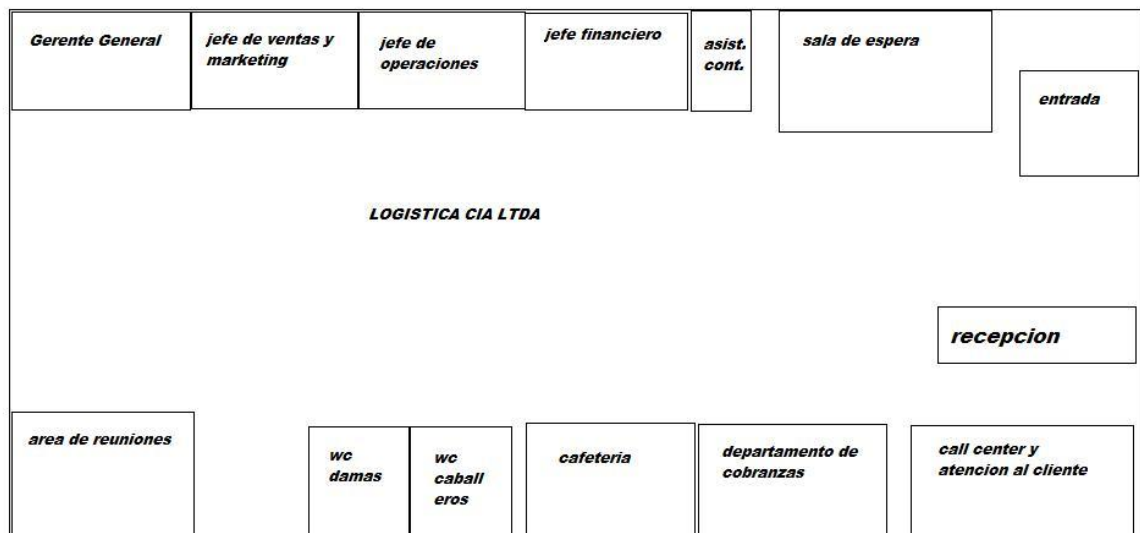 Gerente General
jefe de ventas y
marketing
jefe de
operaciones
jefe financiero
asist.
cont.
sala de espera
entrada
LOGISTICA CIA LTDA
recepcion
area de reuniones
wc
damas
wc
caball
eros
cafeteria
departamento de
cobranzas
call center y
atencion al cliente